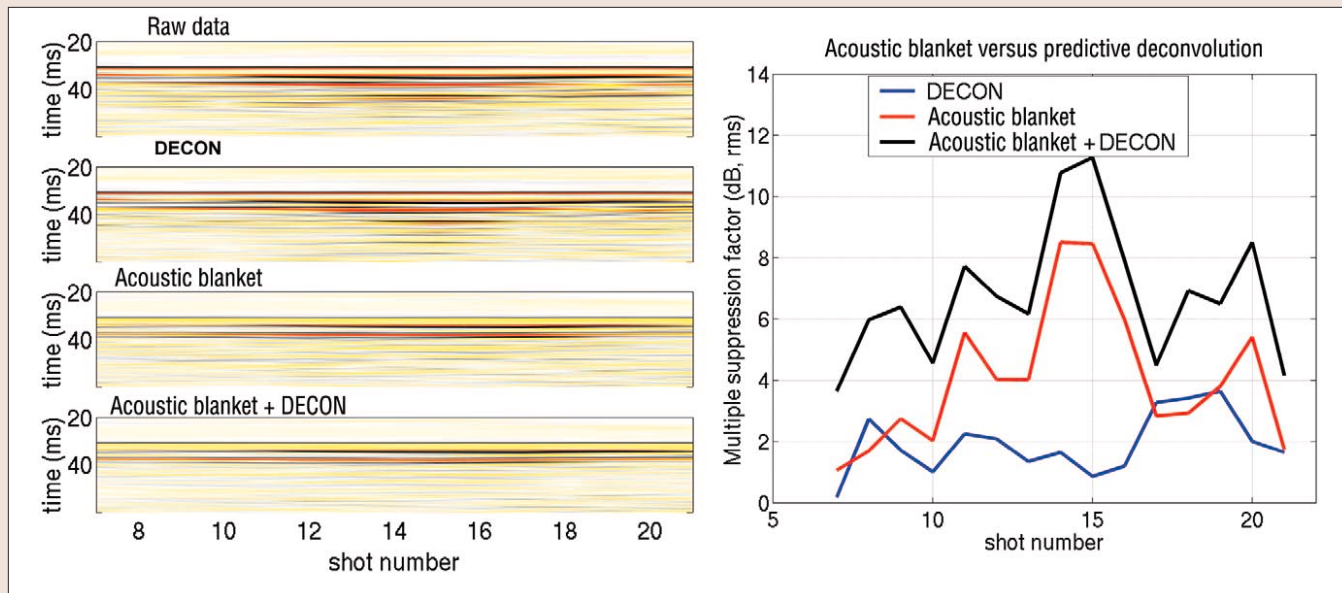 Raw data
20
40
time (ms)
DECON
20
40
time (ms)
Acoustic blanket
20
40
time (ms)
Acoustic blanket + DECON
20
40
time (ms)
8 10 12 14 16 18 20
shot number
Acoustic blanket versus predictive deconvolution
14
12
10
8
6
4
2
0
Multiple suppression factor (dB, rms)
DECON
Acoustic blanket
Acoustic blanket + DECON
5 10 15 20
shot number